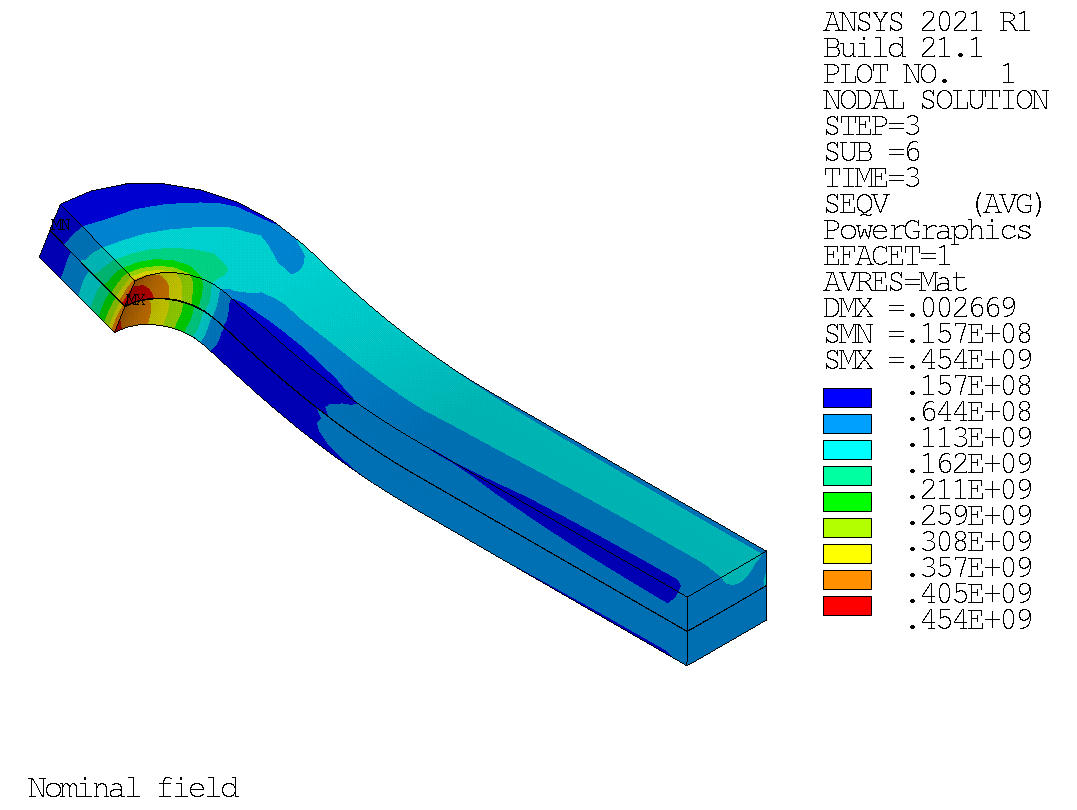 ANSYS 2021 R1
Build 21.1
PLOT NO. 1
NODAL SOLUTION
STEP=3
SUB =6
TIME=3
SEQV (AVG)
PowerGraphics
EFACET=1
AVRES=Mat
DMX =.002669
SMN =.157E+08
SMX =.454E+09
.157E+08
.644E+08
.113E+09
.162E+09
.211E+09
.259E+09
.308E+09
.357E+09
.405E+09
.454E+09
MN
MX
Nominal field